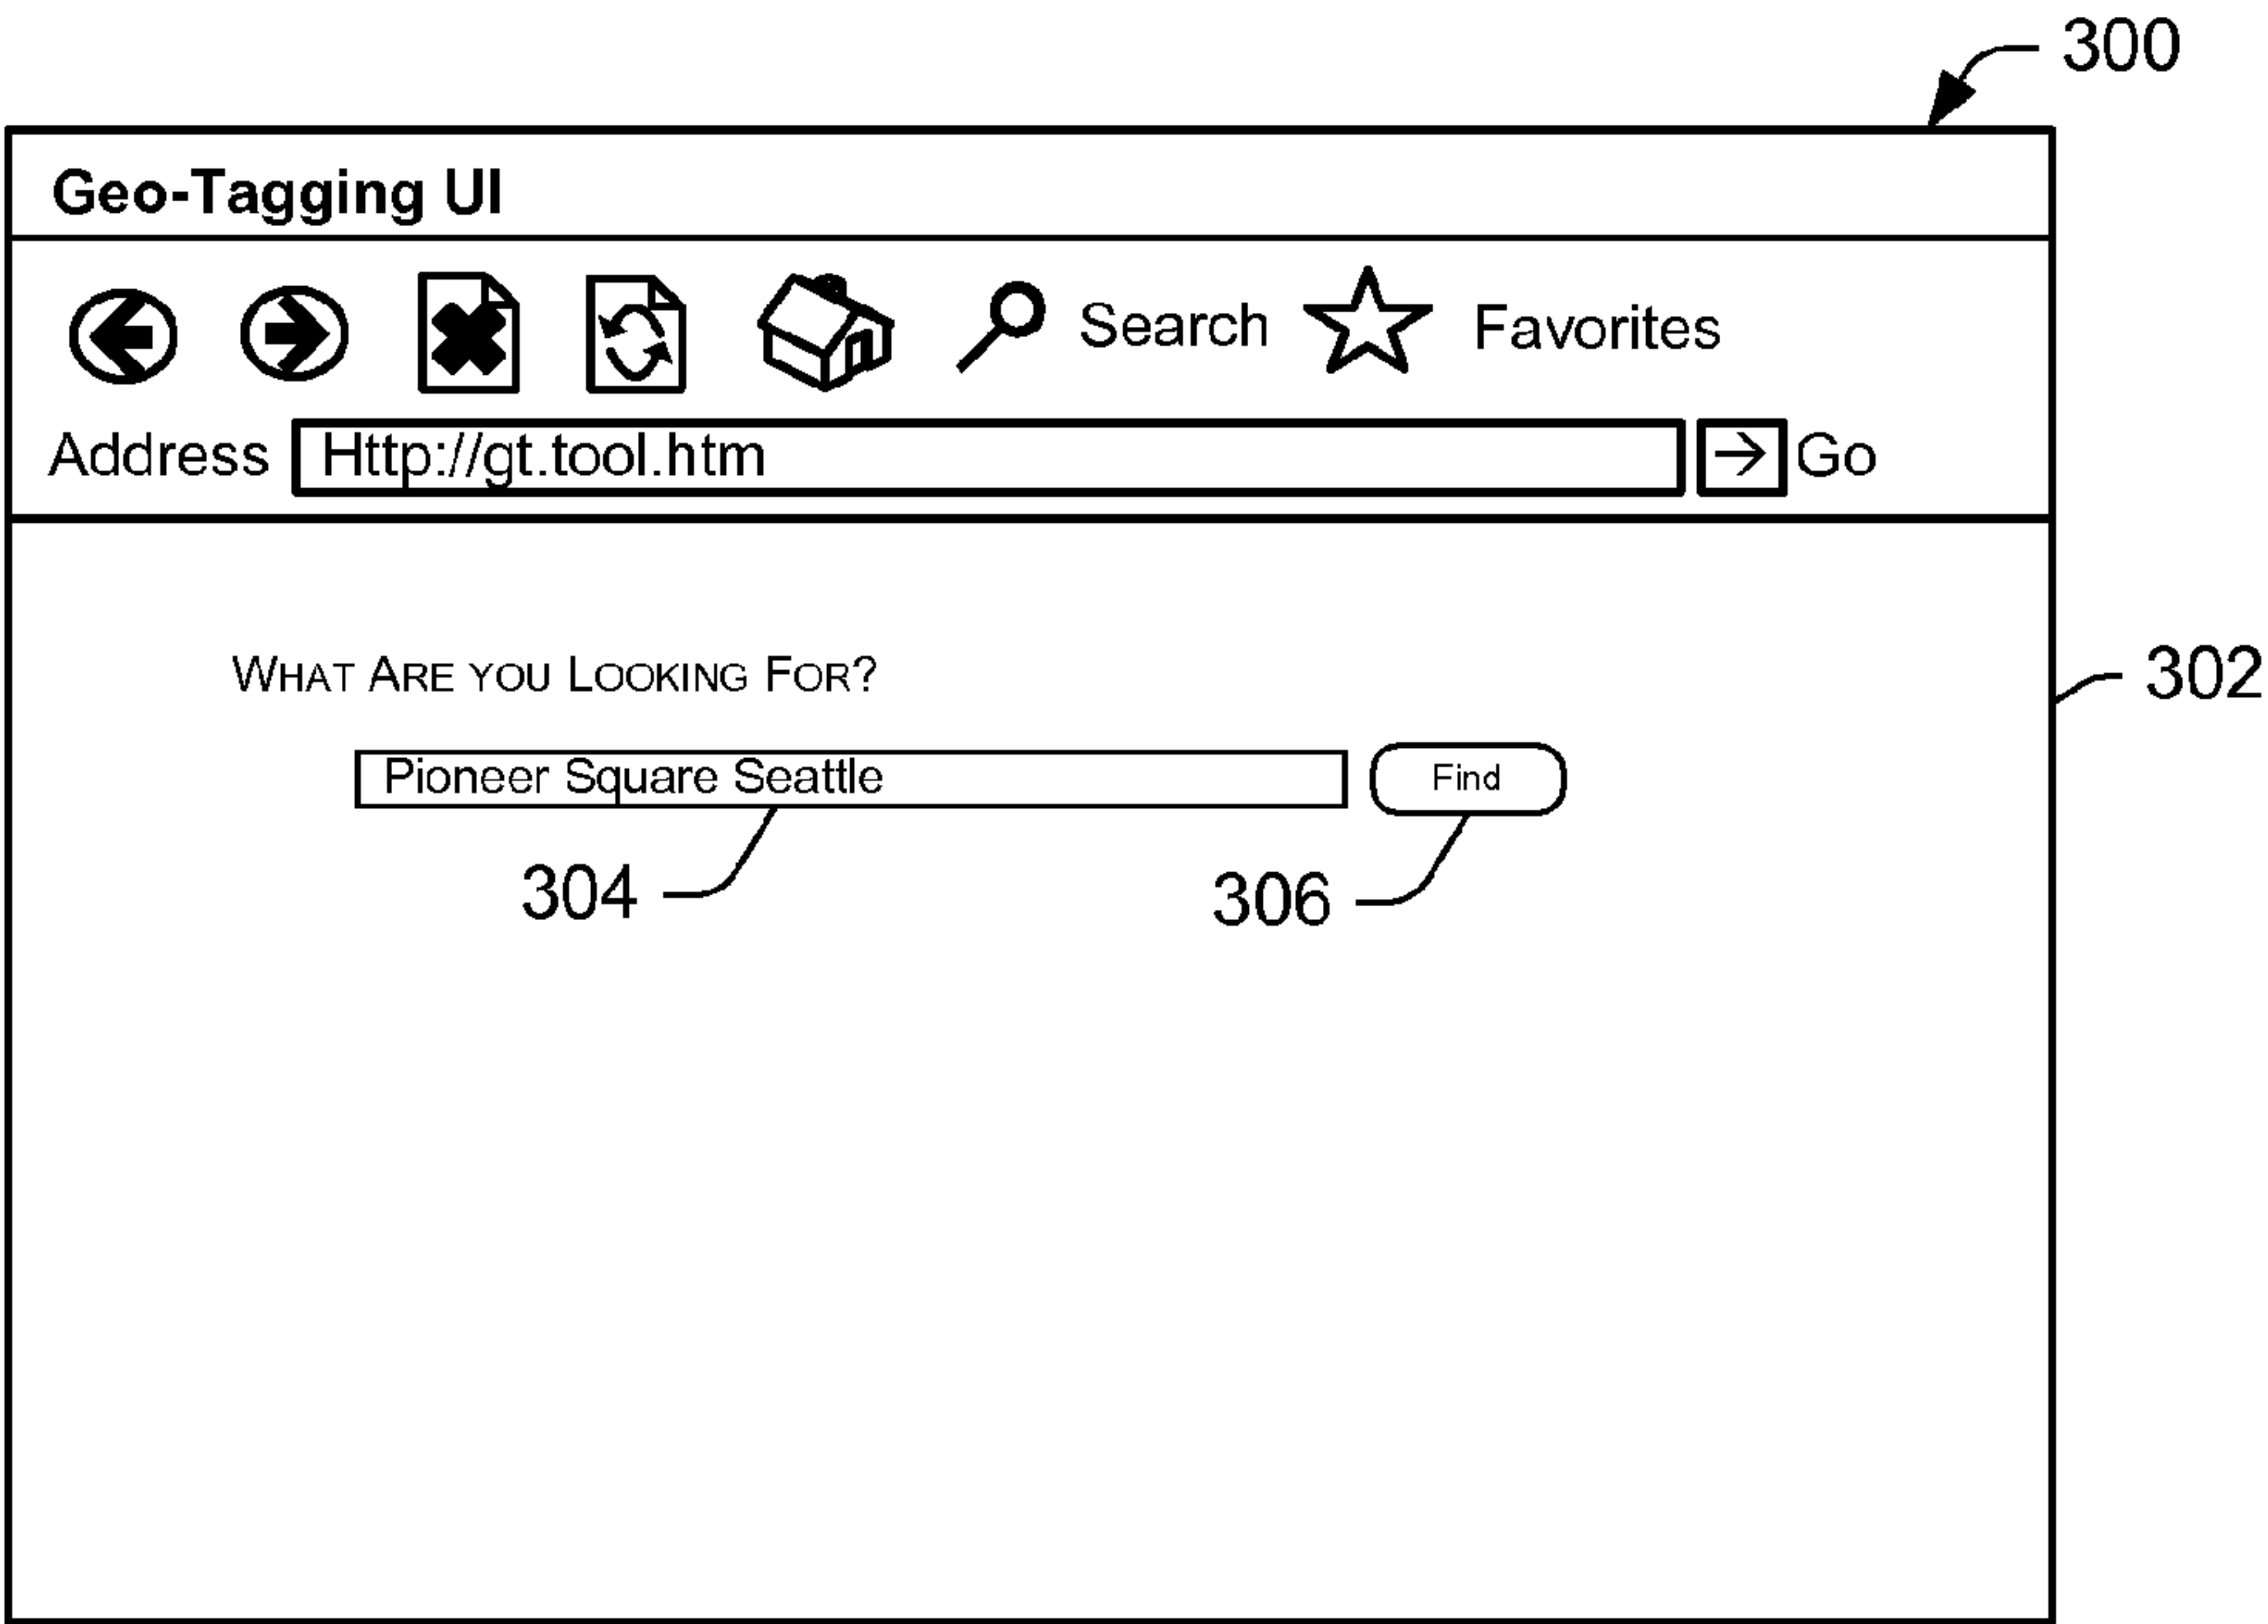 300
Geo-Tagging UI
Search Favorites
Address Http://gt.tool.htm Go
WHAT ARE YOU LOOKING FOR?
302
Pioneer Square Seattle Find
304 306